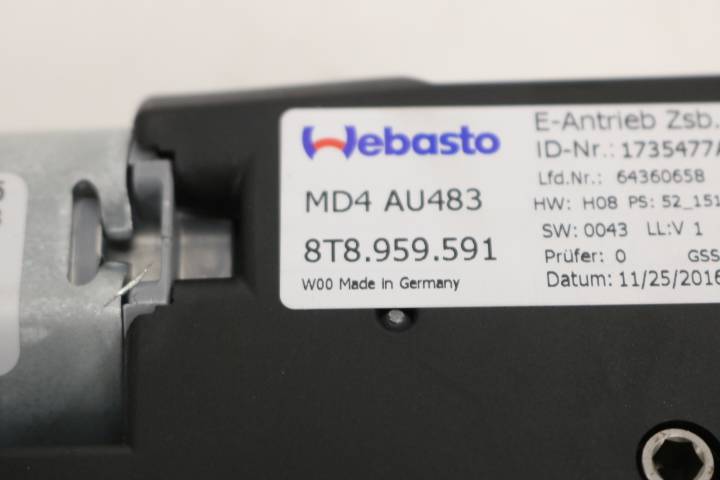 Webasto
MD4 AU483
8T8.959.591
W00 Made in Germany
E-Antrieb Zsb.
ID-Nr.: 1735477A
Lfd.Nr.: 64360658
HW: H08 PS: 52_151
SW: 0043 LL:V 1
Prüfer: 0 GSS
Datum: 11/25/2016